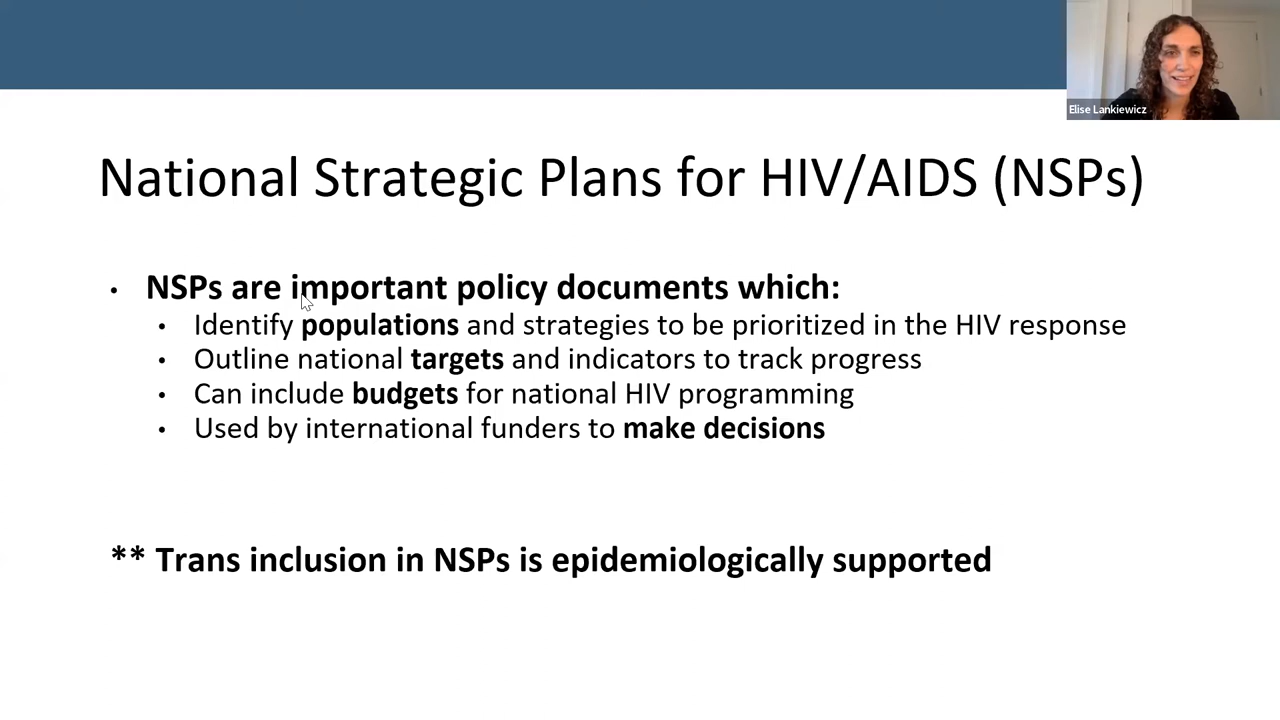 Elise Lankiewicz
National Strategic Plans for HIV/AIDS (NSPs)
• NSPs are important policy documents which:
• Identify populations and strategies to be prioritized in the HIV response
• Outline national targets and indicators to track progress
• Can include budgets for national HIV programming
• Used by international funders to make decisions
** Trans inclusion in NSPs is epidemiologically supported